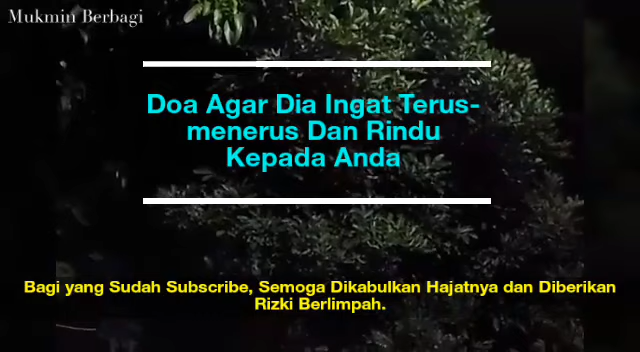 Mukmin Berbagi
Doa Agar Dia Ingat Terus-
menerus Dan Rindu
Kepada Anda
Bagi yang Sudah Subscribe, Semoga Dikabulkan Hajatnya dan Diberikan
Rizki Berlimpah.